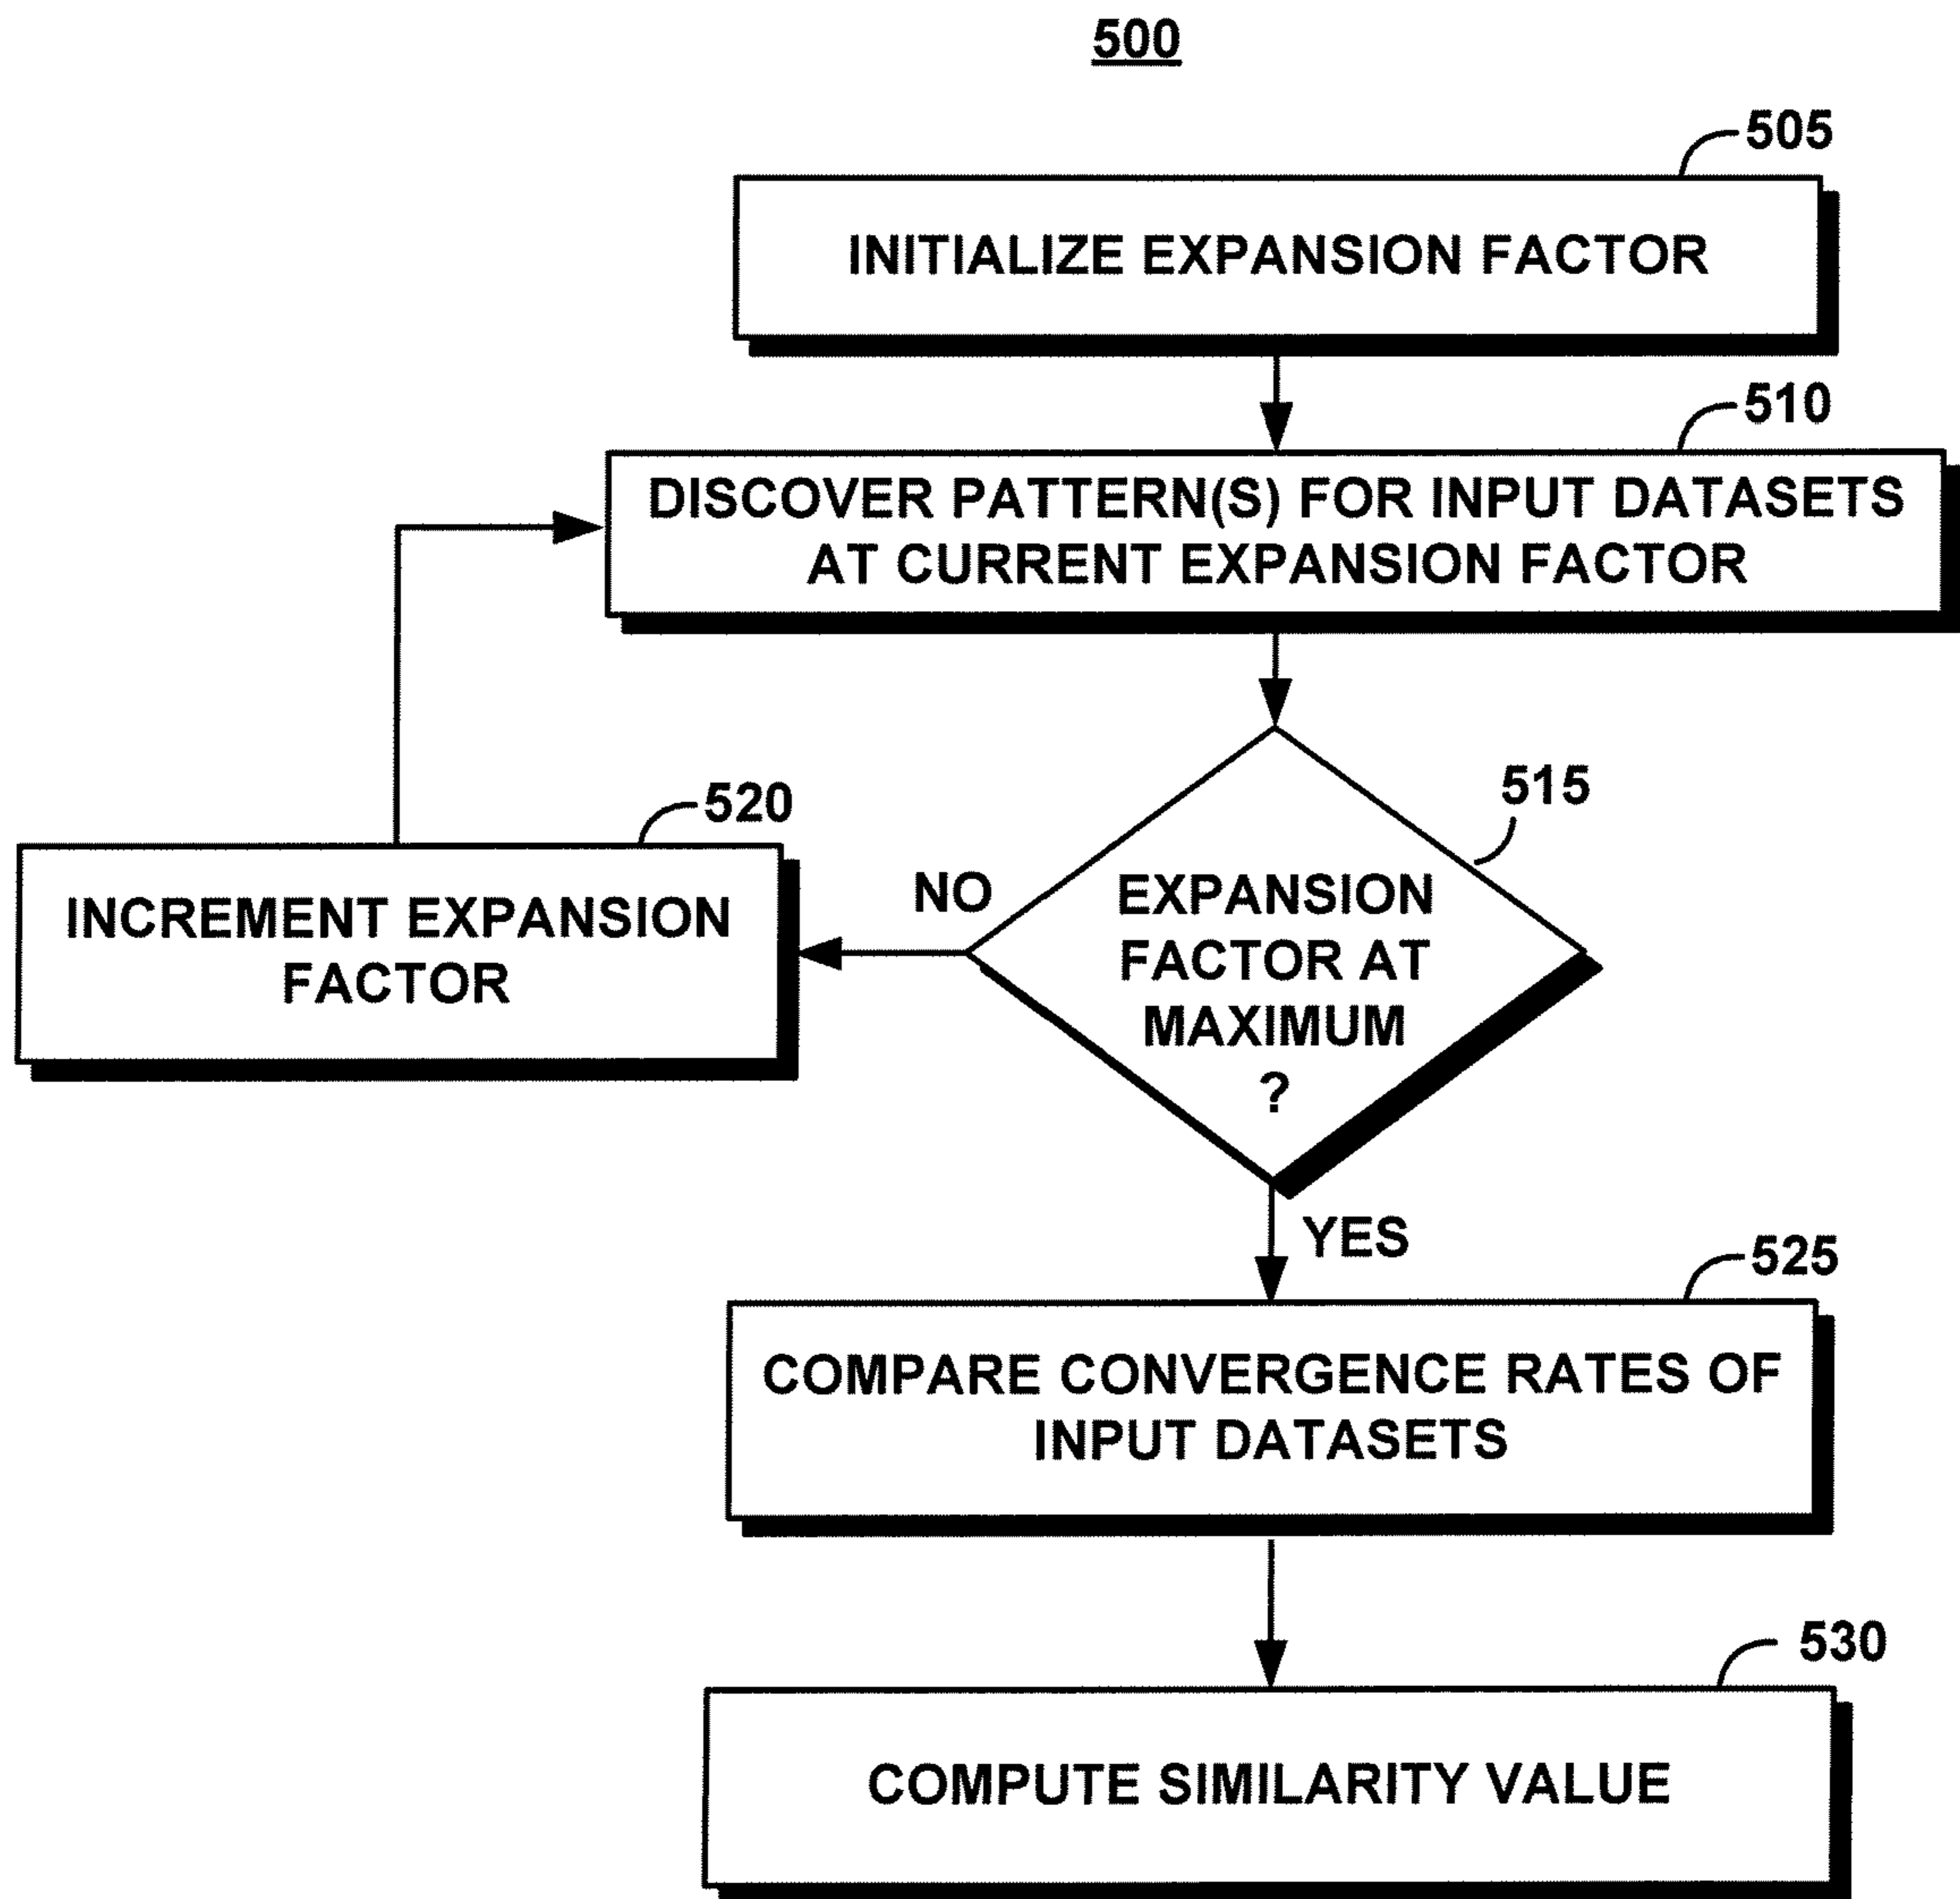 500
505
INITIALIZE EXPANSION FACTOR
510
DISCOVER PATTERN(S) FOR INPUT DATASETS
AT CURRENT EXPANSION FACTOR
515
520
NO
EXPANSION
FACTOR AT
MAXIMUM
?
INCREMENT EXPANSION
FACTOR
YES
525
COMPARE CONVERGENCE RATES OF
INPUT DATASETS
530
COMPUTE SIMILARITY VALUE